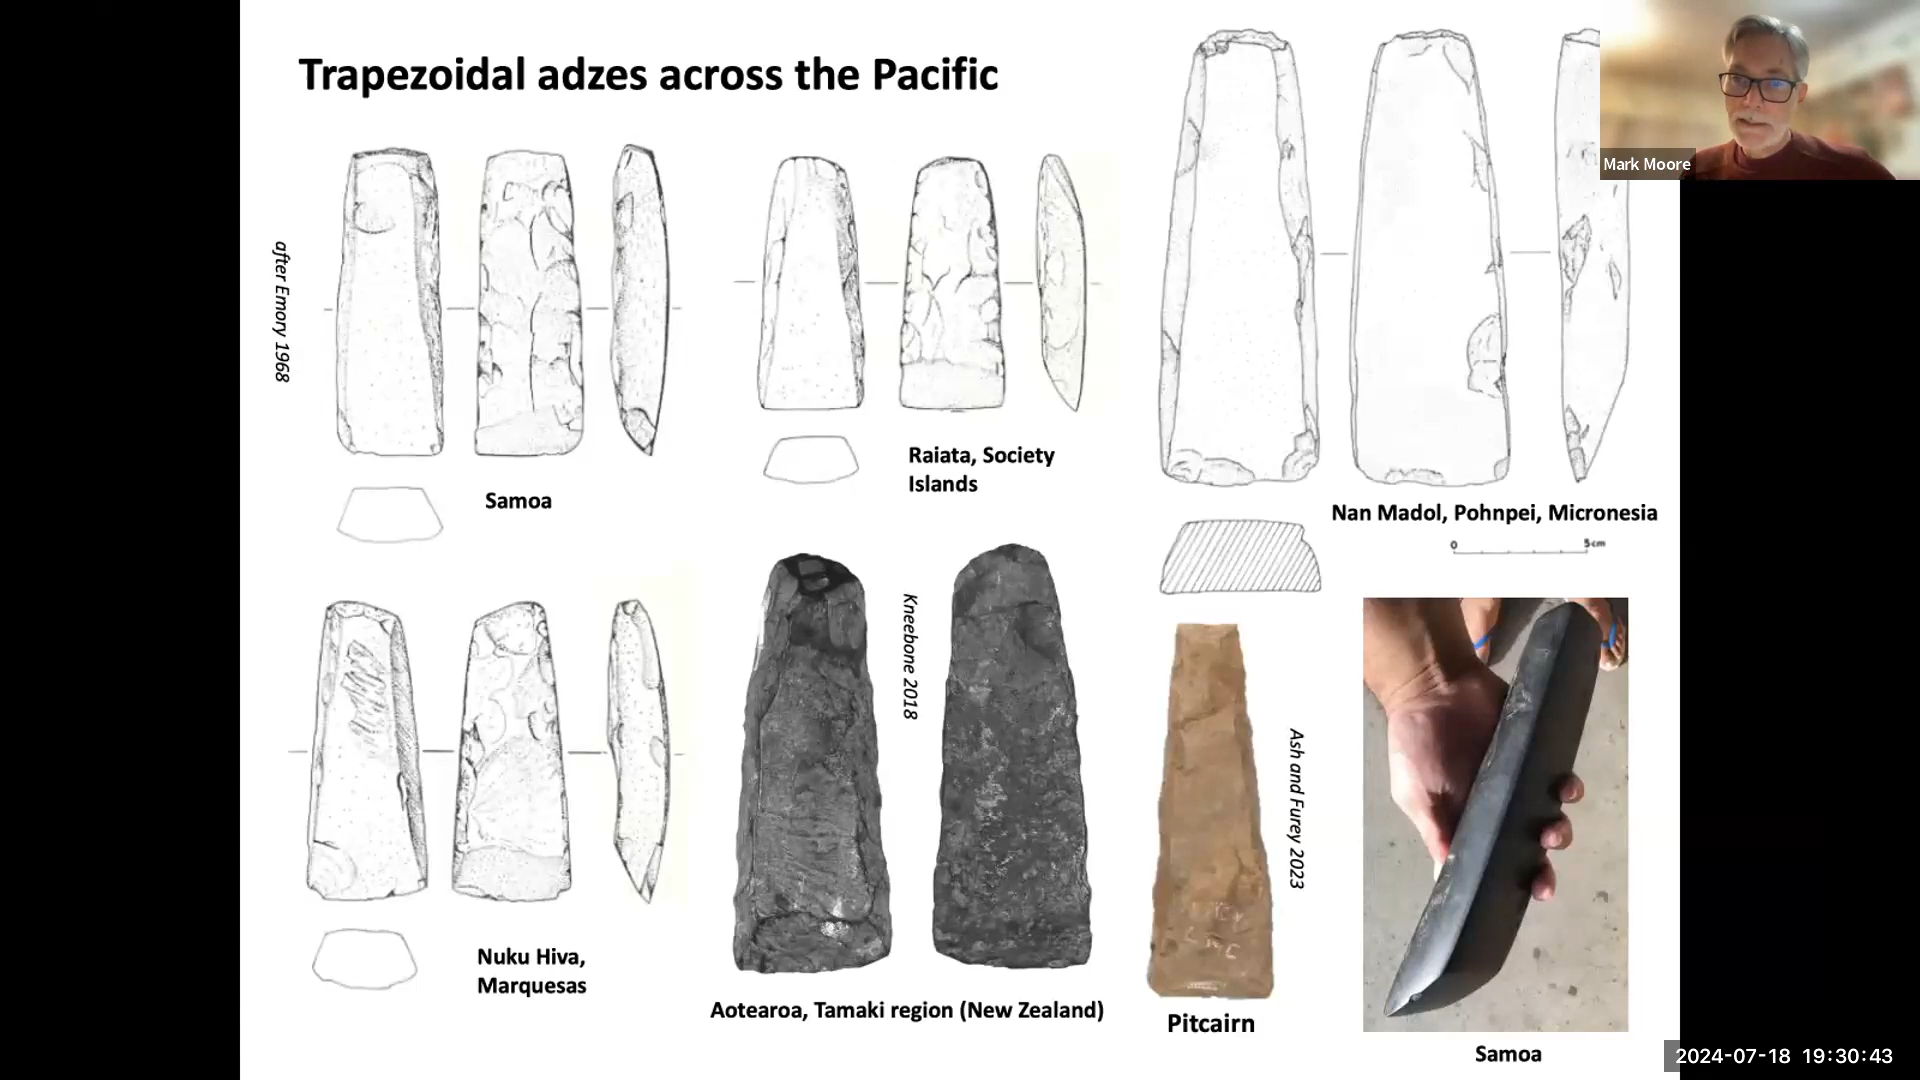 Trapezoidal adzes across the Pacific
Mark Moore
after Emory 1968
Samoa
Raiata, Society
Islands
Nan Madol, Pohnpei, Micronesia
0 5cm
Nuku Hiva,
Marquesas
Kneebone 2018
Aotearoa, Tamaki region (New Zealand)
Ash and Furey 2023
Pitcairn
Samoa
2024-07-18 19:30:43